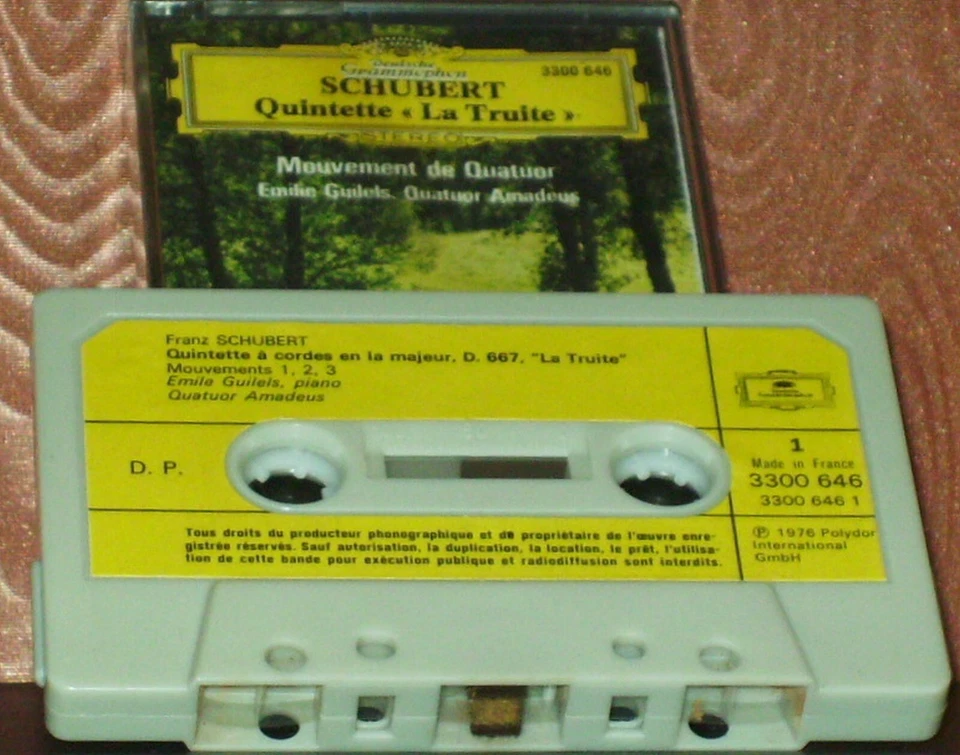 Deutsche
Grammophon
3300 646
SCHUBERT
Quintette « La Truite »
STEREO
Mouvement de Quatuor
Emilie Guilels, Quatuor Amadeus
Franz SCHUBERT
Quintette à cordes en la majeur, D. 667, "La Truite"
Mouvements 1, 2, 3
Emile Guilels, piano
Quatuor Amadeus
Deutsche
Grammophon
D. P.
1
Made in France
3300 646
3300 646 1
Tous droits du producteur phonographique et de propriétaire de l'œuvre enre-
gistrée réservés. Sauf autorisation, la duplication, la location, le prêt, l'utilisa-
tion de cette bande pour exécution publique et radiodiffusion sont interdits.
℗ 1976 Polydor
International
GmbH